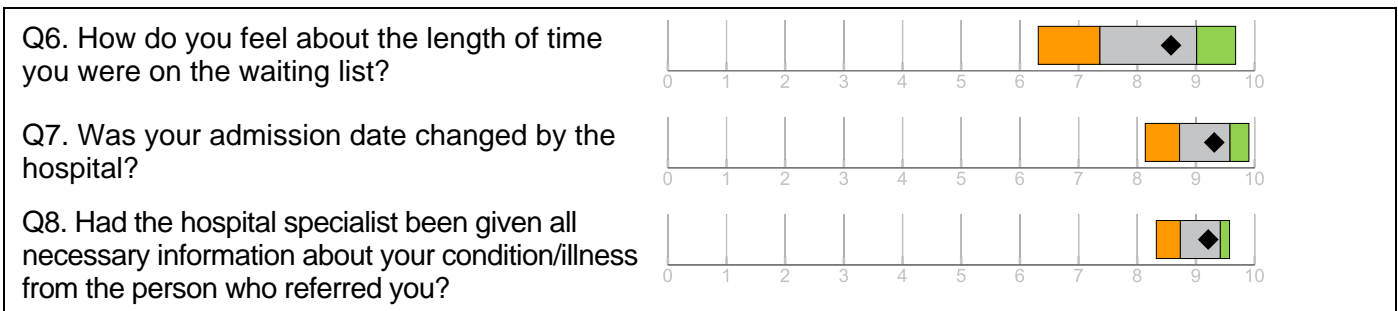 Q6. How do you feel about the length of time
you were on the waiting list?
0 1 2 3 4 5 6 7 8 9 10
Q7. Was your admission date changed by the
hospital?
0 1 2 3 4 5 6 7 8 9 10
Q8. Had the hospital specialist been given all
necessary information about your condition/illness
from the person who referred you?
0 1 2 3 4 5 6 7 8 9 10